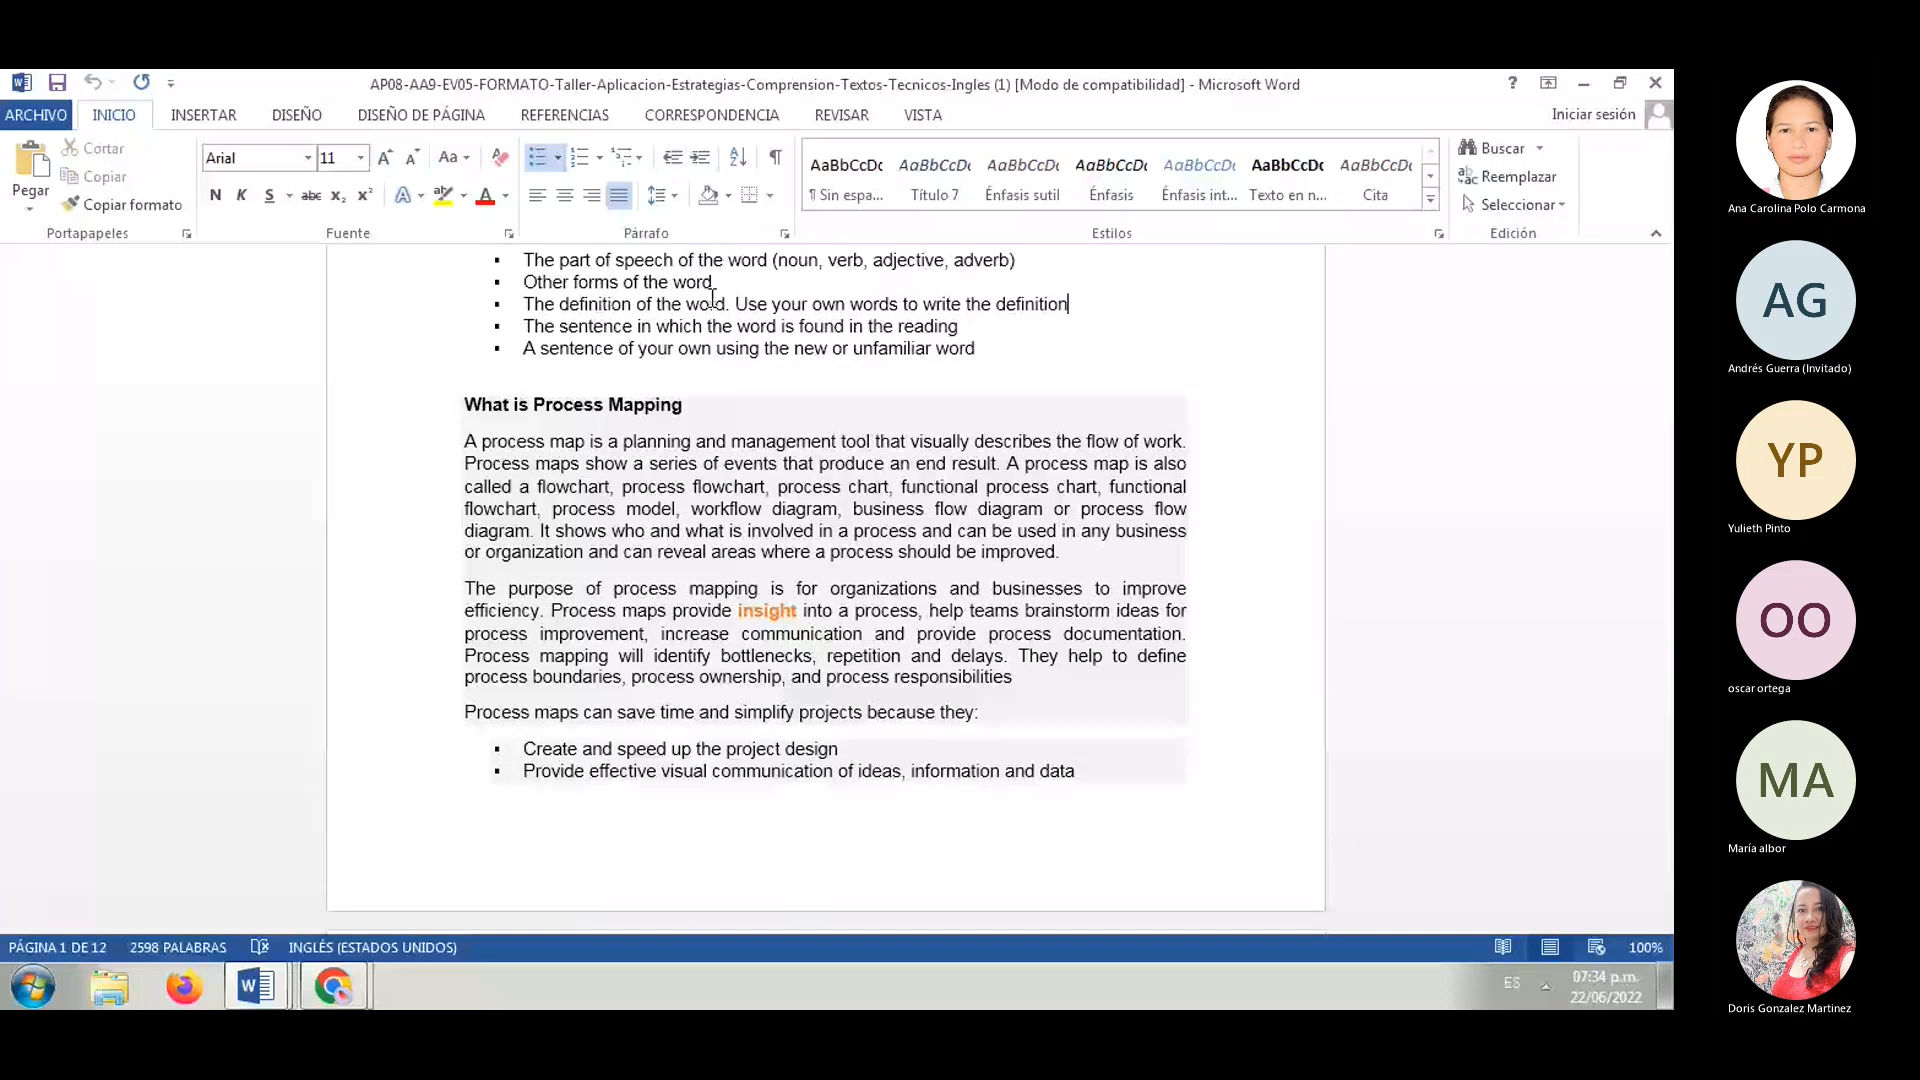 AP08-AA9-EV05-FORMATO-Taller-Aplicacion-Estrategias-Comprension-Textos-Tecnicos-Ingles (1) [Modo de compatibilidad] - Microsoft Word
ARCHIVO INICIO INSERTAR DISEÑO DISEÑO DE PÁGINA REFERENCIAS CORRESPONDENCIA REVISAR VISTA Iniciar sesión
Pegar
Cortar
Copiar
Copiar formato
Portapapeles
Arial 11 Aa
N K S abc x₂ x² A A
Fuente
Párrafo
AaBbCcDc AaBbCcDc AaBbCcDc AaBbCcDc AaBbCcDc AaBbCcDc AaBbCcDc
¶ Sin espa... Título 7 Énfasis sutil Énfasis Énfasis int... Texto en n... Cita
Estilos
Buscar
Reemplazar
Seleccionar
Edición
▪ The part of speech of the word (noun, verb, adjective, adverb)
▪ Other forms of the word
▪ The definition of the word. Use your own words to write the definition
▪ The sentence in which the word is found in the reading
▪ A sentence of your own using the new or unfamiliar word
What is Process Mapping
A process map is a planning and management tool that visually describes the flow of work.
Process maps show a series of events that produce an end result. A process map is also
called a flowchart, process flowchart, process chart, functional process chart, functional
flowchart, process model, workflow diagram, business flow diagram or process flow
diagram. It shows who and what is involved in a process and can be used in any business
or organization and can reveal areas where a process should be improved.
The purpose of process mapping is for organizations and businesses to improve
efficiency. Process maps provide insight into a process, help teams brainstorm ideas for
process improvement, increase communication and provide process documentation.
Process mapping will identify bottlenecks, repetition and delays. They help to define
process boundaries, process ownership, and process responsibilities
Process maps can save time and simplify projects because they:
▪ Create and speed up the project design
▪ Provide effective visual communication of ideas, information and data
PÁGINA 1 DE 12 2598 PALABRAS INGLÉS (ESTADOS UNIDOS) 100%
ES
07:34 p.m.
22/06/2022
Ana Carolina Polo Carmona
AG
Andrés Guerra (Invitado)
YP
Yulieth Pinto
OO
oscar ortega
MA
María albor
Doris Gonzalez Martinez